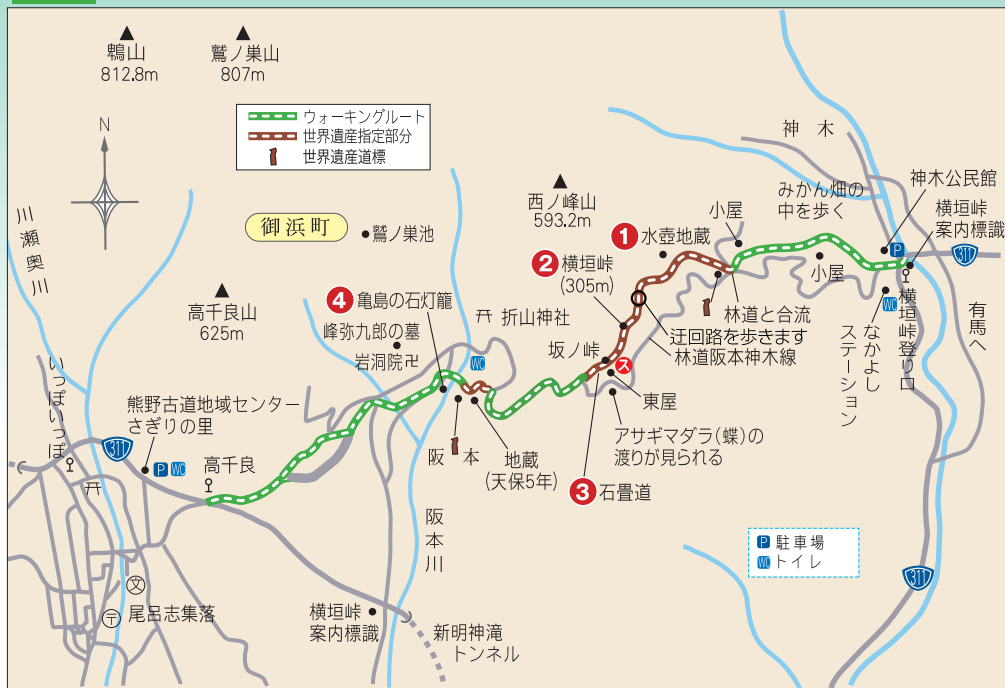 鴨山
812.8m
鷲ノ巣山
807m
N
ウォーキングルート
世界遺産指定部分
世界遺産道標
御浜町
鷲ノ巣池
川瀬奥川
高千良山
625m
西ノ峰山
593.2m
神木
みかん畑の
中を歩く
神木公民館
横垣峠
案内標識
P
311
小屋
小屋
1 水壺地蔵
2 横垣峠
(305m)
林道と合流
迂回路を歩きます
林道阪本神木線
WC
なかよし
ステーション
横垣峠登り口
有馬へ
4 亀島の石灯籠
峰弥九郎の墓
岩洞院卍
折山神社
WC
坂ノ峠
ス
東屋
アサギマダラ(蝶)の
渡りが見られる
3 石畳道
いっぽいっぽ
熊野古道地域センター
さぎりの里
311
P WC
高千良
阪本
地蔵
(天保5年)
阪本川
P 駐車場
WC トイレ
311
文
〒
尾呂志集落
横垣峠
案内標識
新明神滝
トンネル